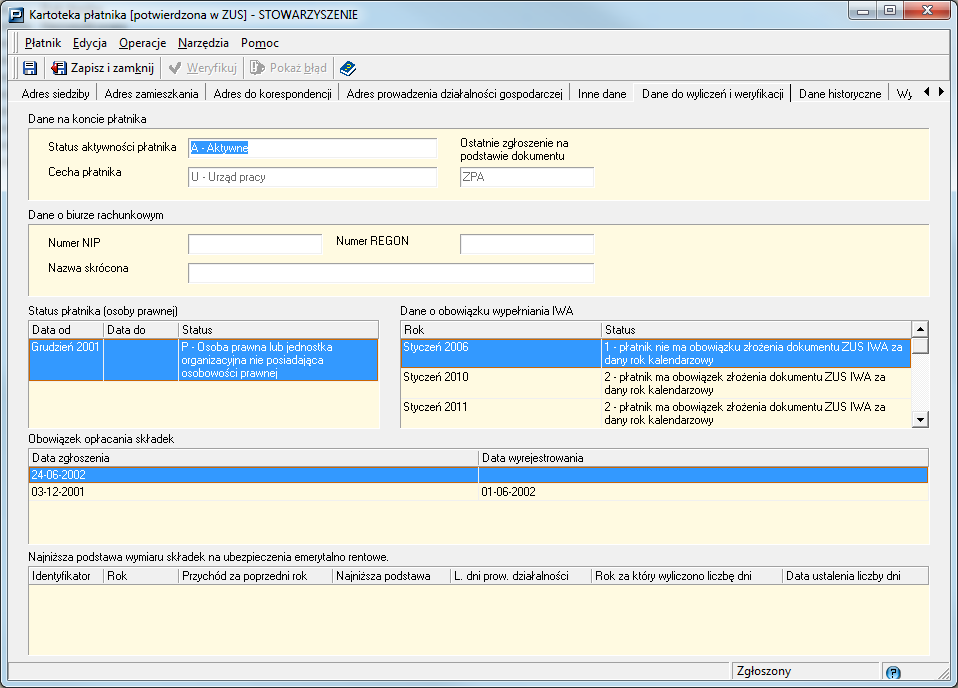 Kartoteka płatnika [potwierdzona w ZUS] - STOWARZYSZENIE
Płatnik Edycja Operacje Narzędzia Pomoc
Zapisz i zamknij Weryfikuj Pokaż błąd
Adres siedziby Adres zamieszkania Adres do korespondencji Adres prowadzenia działalności gospodarczej Inne dane Dane do wyliczeń i weryfikacji Dane historyczne Wy
Dane na koncie płatnika
Status aktywności płatnika A - Aktywne Ostatnie zgłoszenie na
podstawie dokumentu
Cecha płatnika U - Urząd pracy ZPA
Dane o biurze rachunkowym
Numer NIP Numer REGON
Nazwa skrócona
Status płatnika (osoby prawnej)
Data od Data do Status
Grudzień 2001 P - Osoba prawna lub jednostka
organizacyjna nie posiadająca
osobowości prawnej
Dane o obowiązku wypełniania IWA
Rok Status
Styczeń 2006 1 - płatnik nie ma obowiązku złożenia dokumentu ZUS IWA za
dany rok kalendarzowy
Styczeń 2010 2 - płatnik ma obowiązek złożenia dokumentu ZUS IWA za
dany rok kalendarzowy
Styczeń 2011 2 - płatnik ma obowiązek złożenia dokumentu ZUS IWA za
dany rok kalendarzowy
Obowiązek opłacania składek
Data zgłoszenia Data wyrejestrowania
24-06-2002
03-12-2001 01-06-2002
Najniższa podstawa wymiaru składek na ubezpieczenia emerytalno rentowe.
Identyfikator Rok Przychód za poprzedni rok Najniższa podstawa L. dni prow. działalności Rok za który wyliczono liczbę dni Data ustalenia liczby dni
Zgłoszony